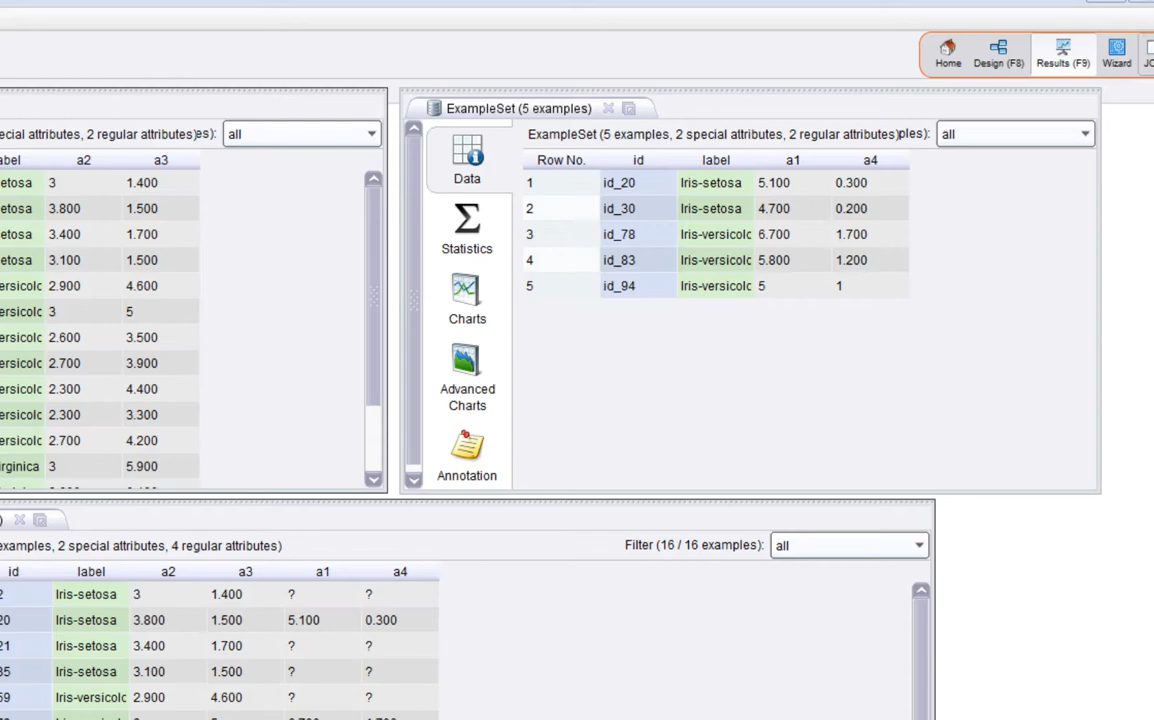 Home Design (F8) Results (F9) Wizard
ExampleSet (5 examples)
ecial attributes, 2 regular attributes) es): all
ExampleSet (5 examples, 2 special attributes, 2 regular attributes) ples): all
abel a2 a3
etosa 3 1.400
etosa 3.800 1.500
etosa 3.400 1.700
etosa 3.100 1.500
ersicolc 2.900 4.600
ersicolc 3 5
ersicolc 2.600 3.500
ersicolc 2.700 3.900
ersicolc 2.300 4.400
ersicolc 2.300 3.300
ersicolc 2.700 4.200
irginica 3 5.900
Data
Statistics
Charts
Advanced
Charts
Annotation
Row No. id label a1 a4
1 id_20 Iris-setosa 5.100 0.300
2 id_30 Iris-setosa 4.700 0.200
3 id_78 Iris-versicolc 6.700 1.700
4 id_83 Iris-versicolc 5.800 1.200
5 id_94 Iris-versicolc 5 1
examples, 2 special attributes, 4 regular attributes) Filter (16 / 16 examples): all
id label a2 a3 a1 a4
2 Iris-setosa 3 1.400 ? ?
20 Iris-setosa 3.800 1.500 5.100 0.300
21 Iris-setosa 3.400 1.700 ? ?
35 Iris-setosa 3.100 1.500 ? ?
59 Iris-versicolc 2.900 4.600 ? ?